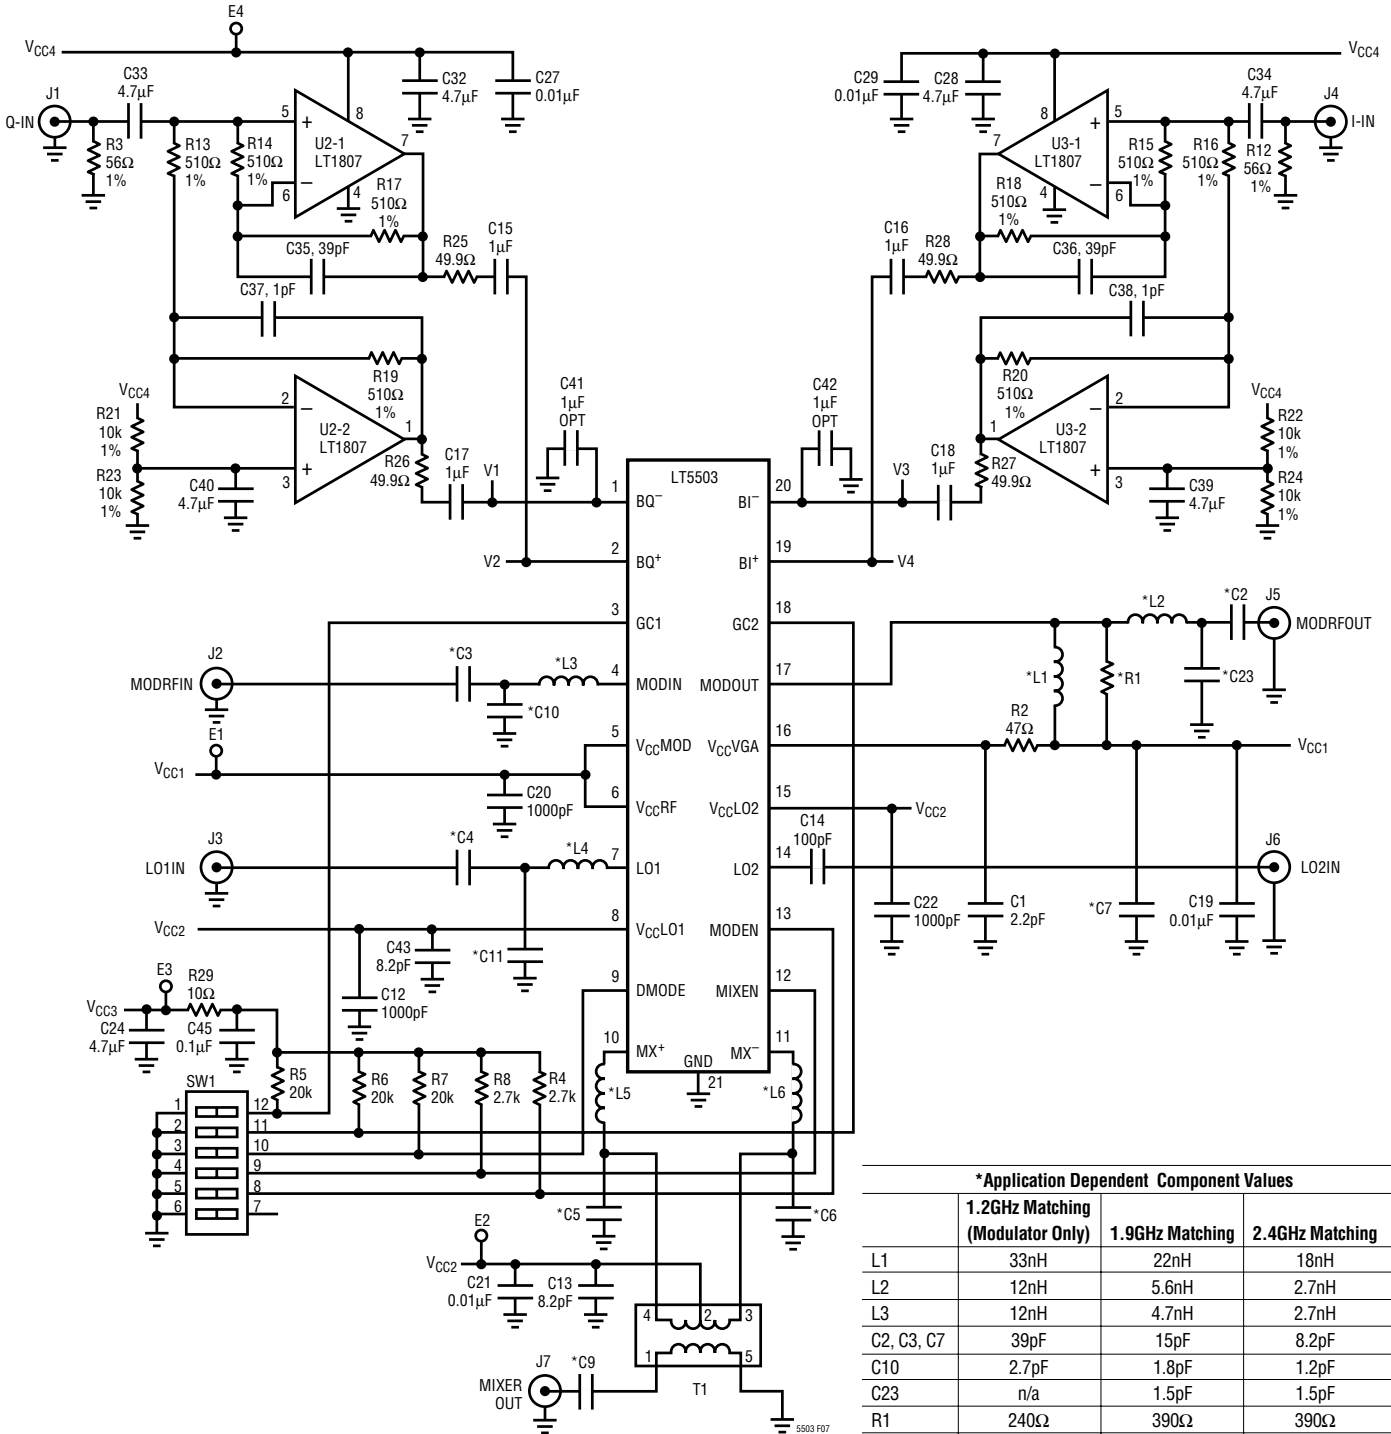 E4
VCC4
C33
4.7µF
J1
Q-IN
R3
56Ω
1%
R13
510Ω
1%
R14
510Ω
1%
5
+
6
−
U2-1
LT1807
8
7
4
C32
4.7µF
C27
0.01µF
R17
510Ω
1%
C35, 39pF
R25
49.9Ω
C15
1µF
C37, 1pF
R19
510Ω
1%
VCC4
R21
10k
1%
R23
10k
1%
C40
4.7µF
2
−
+
3
U2-2
LT1807
1
R26
49.9Ω
C17
1µF
V1
C41
1µF
OPT
V2
C29
0.01µF
C28
4.7µF
VCC4
C34
4.7µF
J4
I-IN
8
5
+
7
U3-1
LT1807
4
−
6
R15
510Ω
1%
R16
510Ω
1%
R12
56Ω
1%
R18
510Ω
1%
C16
1µF
R28
49.9Ω
C36, 39pF
C38, 1pF
R20
510Ω
1%
C42
1µF
OPT
V3
C18
1µF
R27
49.9Ω
1
U3-2
LT1807
−
2
+
3
VCC4
R22
10k
1%
R24
10k
1%
C39
4.7µF
V4
LT5503
1
BQ−
2
BQ+
3
GC1
4
MODIN
5
VCCMOD
6
VCCRF
7
LO1
8
VCCLO1
9
DMODE
10
MX+
20
BI−
19
BI+
18
GC2
17
MODOUT
16
VCCVGA
15
VCCLO2
14
LO2
13
MODEN
12
MIXEN
11
MX−
GND
21
J2
MODRFIN
*C3
*L3
*C10
E1
VCC1
C20
1000pF
J3
LO1IN
*C4
*L4
*C11
VCC2
C43
8.2pF
C12
1000pF
E3
VCC3
R29
10Ω
C24
4.7µF
C45
0.1µF
R5
20k
R6
20k
R7
20k
R8
2.7k
R4
2.7k
SW1
1
12
2
11
3
10
4
9
5
8
6
7
*L5
*L6
*C5
*C6
E2
VCC2
C21
0.01µF
C13
8.2pF
4
2
3
1
5
T1
J7
MIXER
OUT
*C9
5503 F07
*L2
*C2
J5
MODRFOUT
*L1
*R1
*C23
R2
47Ω
VCC1
VCC2
C14
100pF
J6
LO2IN
C22
1000pF
C1
2.2pF
*C7
C19
0.01µF
*Application Dependent Component Values
1.2GHz Matching
(Modulator Only) 1.9GHz Matching 2.4GHz Matching
L1 33nH 22nH 18nH
L2 12nH 5.6nH 2.7nH
L3 12nH 4.7nH 2.7nH
C2, C3, C7 39pF 15pF 8.2pF
C10 2.7pF 1.8pF 1.2pF
C23 n/a 1.5pF 1.5pF
R1 240Ω 390Ω 390Ω